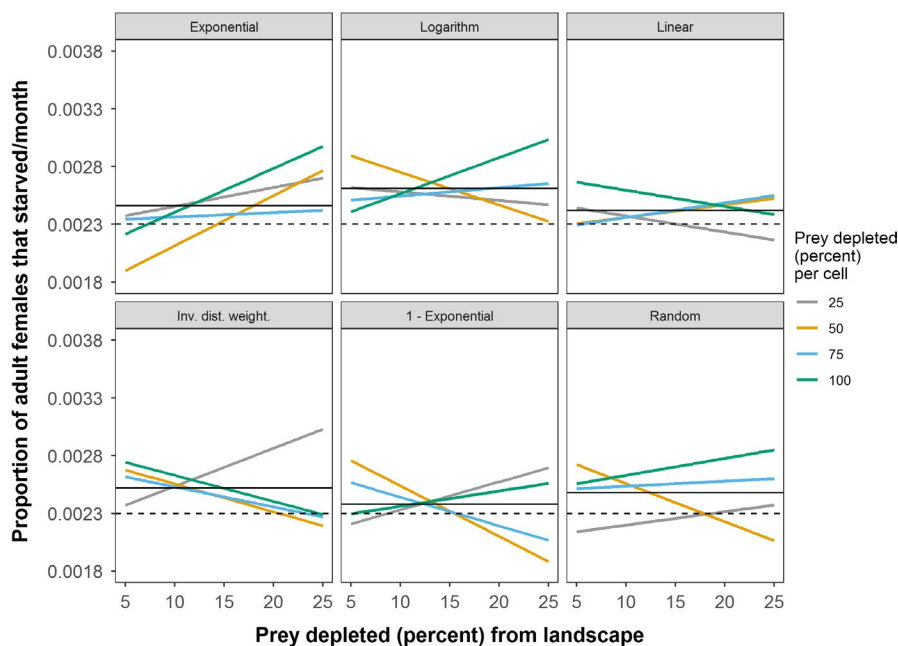 Exponential
Logarithm
Linear
0.0038
0.0033
0.0028
0.0023
0.0018
Inv. dist. weight.
1 - Exponential
Random
0.0038
0.0033
0.0028
0.0023
0.0018
5 10 15 20 25
5 10 15 20 25
5 10 15 20 25
Proportion of adult females that starved/month
Prey depleted (percent) from landscape
Prey depleted
(percent)
per cell
25
50
75
100